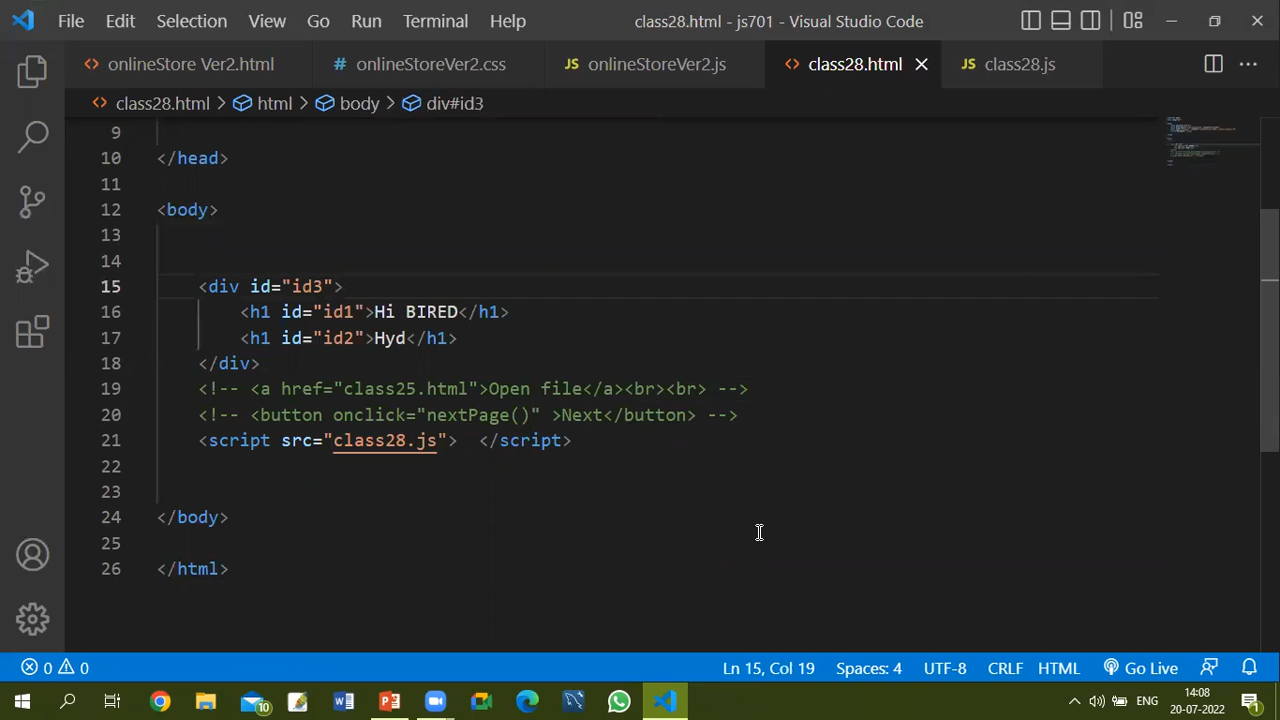 File Edit Selection View Go Run Terminal Help class28.html - js701 - Visual Studio Code
onlineStore Ver2.html # onlineStoreVer2.css JS onlineStoreVer2.js class28.html JS class28.js
class28.html > html > body > div#id3
9
10 </head>
11
12 <body>
13
14
15 <div id="id3">
16 <h1 id="id1">Hi BIRED</h1>
17 <h1 id="id2">Hyd</h1>
18 </div>
19 <!-- <a href="class25.html">Open file</a><br><br> -->
20 <!-- <button onclick="nextPage()" >Next</button> -->
21 <script src="class28.js"> </script>
22
23
24 </body>
25
26 </html>
0 0 Ln 15, Col 19 Spaces: 4 UTF-8 CRLF HTML Go Live
10 ENG 14:08
20-07-2022 1